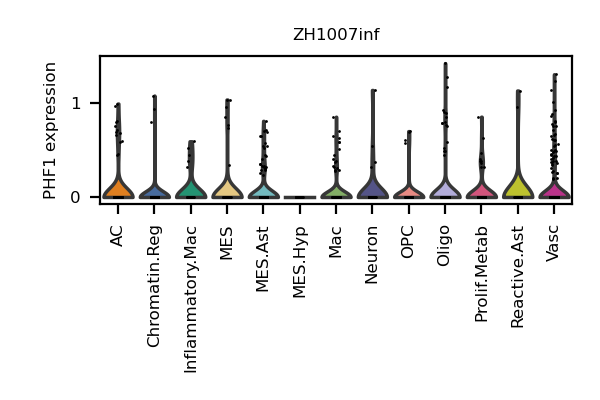 ZH1007inf
PHF1 expression
1
0
AC
Chromatin.Reg
Inflammatory.Mac
MES
MES.Ast
MES.Hyp
Mac
Neuron
OPC
Oligo
Prolif.Metab
Reactive.Ast
Vasc